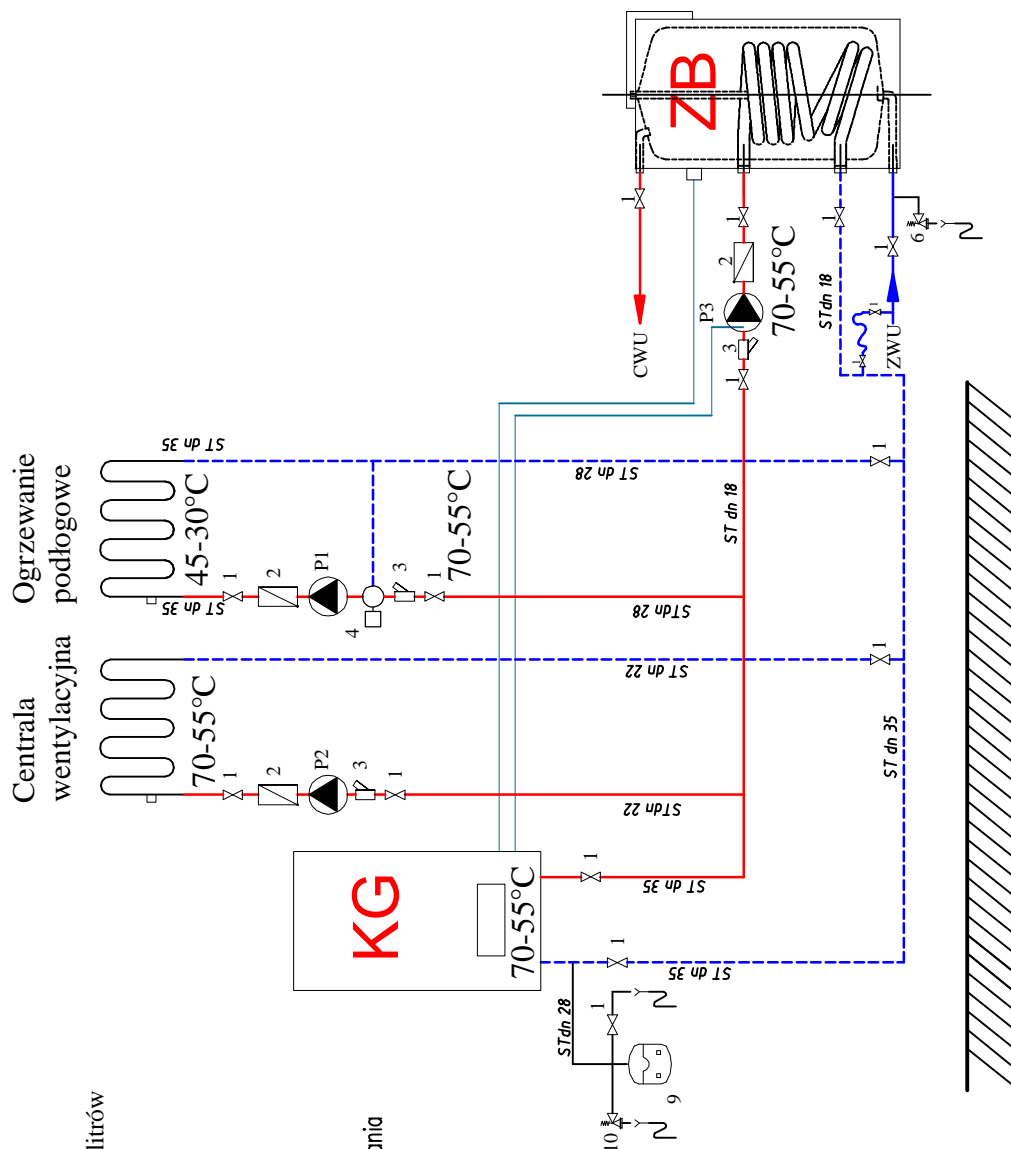 ZB
1
1
1
1
6
2
P3
70-55°C
3
1
CWU
ZWU
1
1
STdn 18
Ogrzewanie
podłogowe
ST dn 35
45-30°C
ST dn 35
1
2
P1
3
4
1
70-55°C
ST dn 28
STdn 28
ST dn 18
1
Centrala
wentylacyjna
70-55°C
1
2
P2
3
1
ST dn 22
STdn 22
1
ST dn 35
KG
70-55°C
1
ST dn 35
1
ST dn 35
STdn 28
1
9
10
litrów
ania